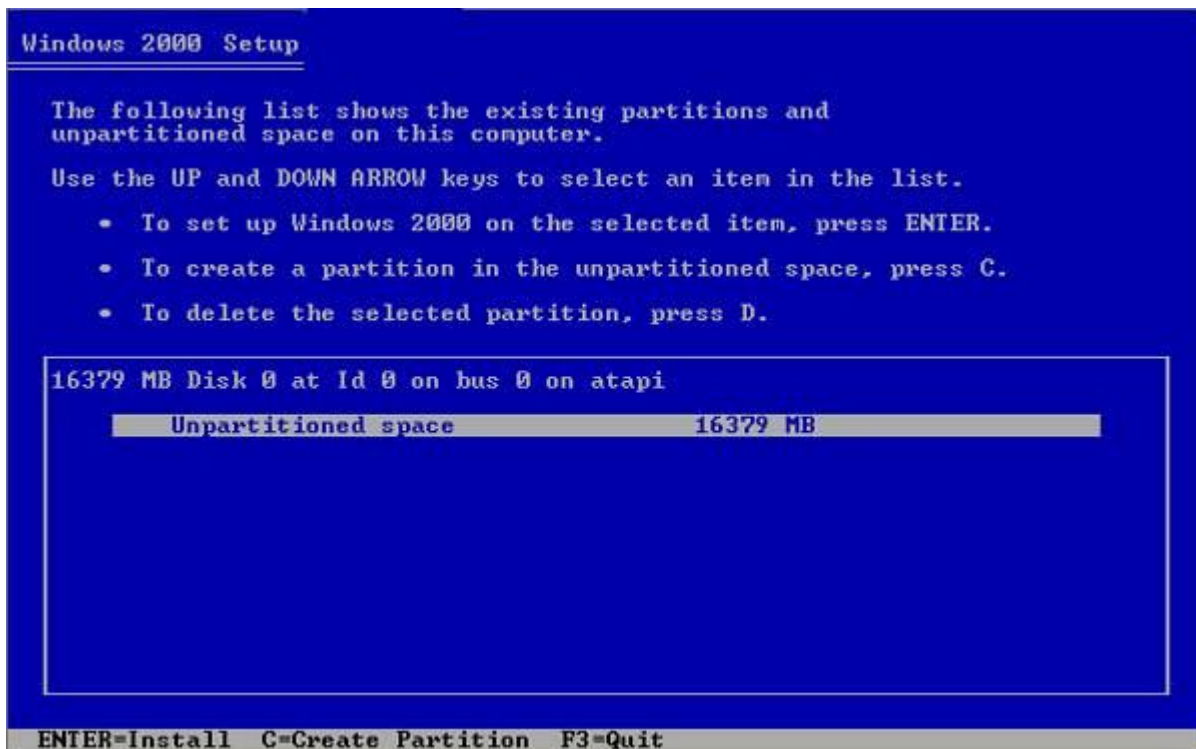 Windows 2000 Setup
The following list shows the existing partitions and
unpartitioned space on this computer.
Use the UP and DOWN ARROW keys to select an item in the list.
• To set up Windows 2000 on the selected item, press ENTER.
• To create a partition in the unpartitioned space, press C.
• To delete the selected partition, press D.
16379 MB Disk 0 at Id 0 on bus 0 on atapi
Unpartitioned space 16379 MB
ENTER=Install C=Create Partition F3=Quit